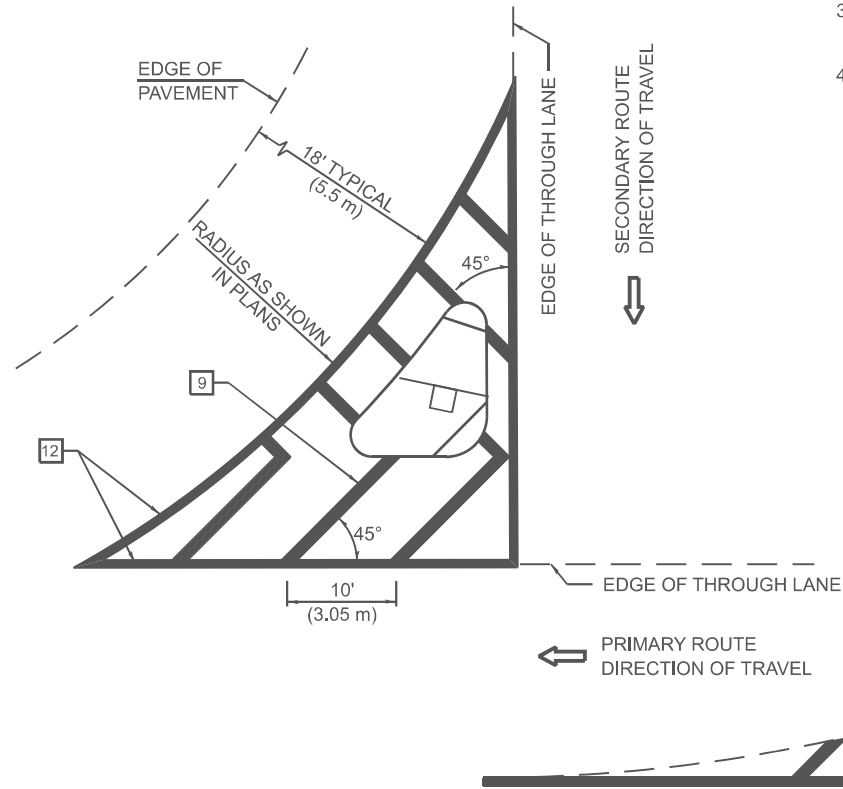 3
4
EDGE OF
PAVEMENT
18' TYPICAL
(5.5 m)
RADIUS AS SHOWN
IN PLANS
EDGE OF THROUGH LANE
SECONDARY ROUTE
DIRECTION OF TRAVEL
45°
9
12
45°
10'
(3.05 m)
EDGE OF THROUGH LANE
PRIMARY ROUTE
DIRECTION OF TRAVEL